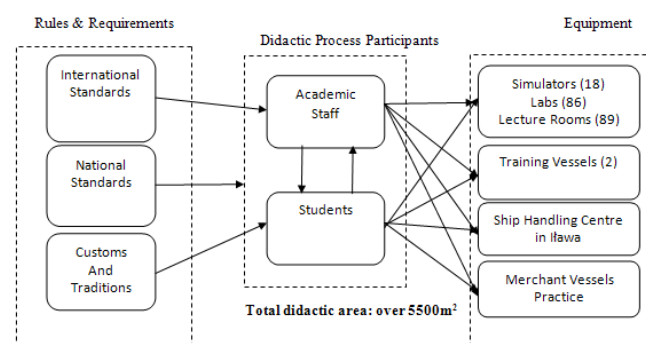 Rules & Requirements
International
Standards
National
Standards
Customs
And
Traditions
Didactic Process Participants
Academic
Staff
Students
Total didactic area: over 5500m²
Equipment
Simulators (18)
Labs (86)
Lecture Rooms (89)
Training Vessels (2)
Ship Handling Centre
in Iława
Merchant Vessels
Practice